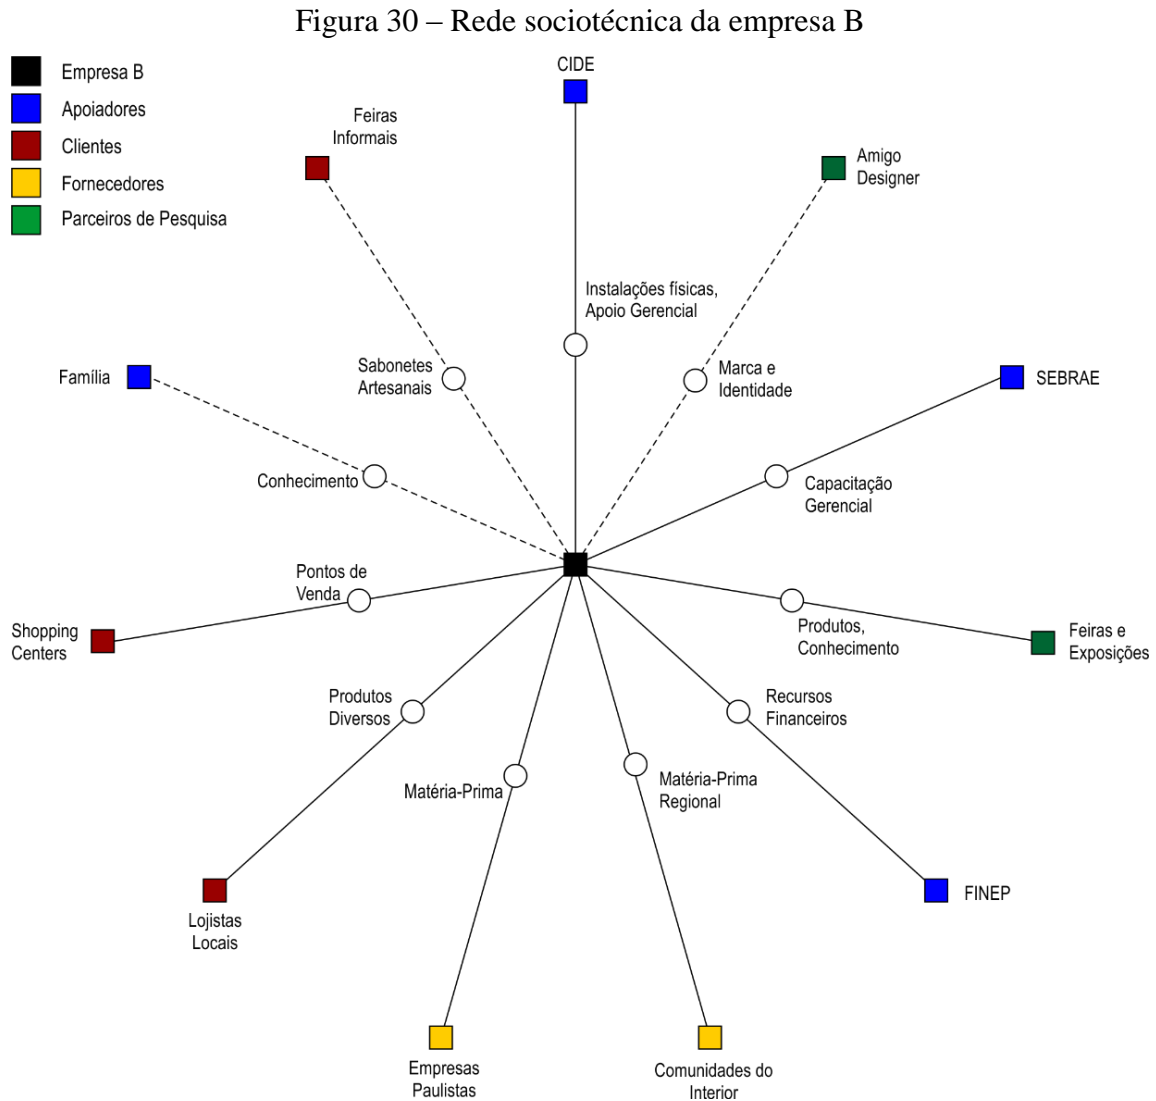 Figura 30 – Rede sociotécnica da empresa B
Empresa B
Apoiadores
Clientes
Fornecedores
Parceiros de Pesquisa
CIDE
Feiras
Informais
Amigo
Designer
Instalações físicas,
Apoio Gerencial
Sabonetes
Artesanais
Marca e
Identidade
Família
SEBRAE
Conhecimento
Capacitação
Gerencial
Pontos de
Venda
Shopping
Centers
Produtos,
Conhecimento
Feiras e
Exposições
Produtos
Diversos
Recursos
Financeiros
Matéria-Prima
Matéria-Prima
Regional
Lojistas
Locais
FINEP
Empresas
Paulistas
Comunidades do
Interior